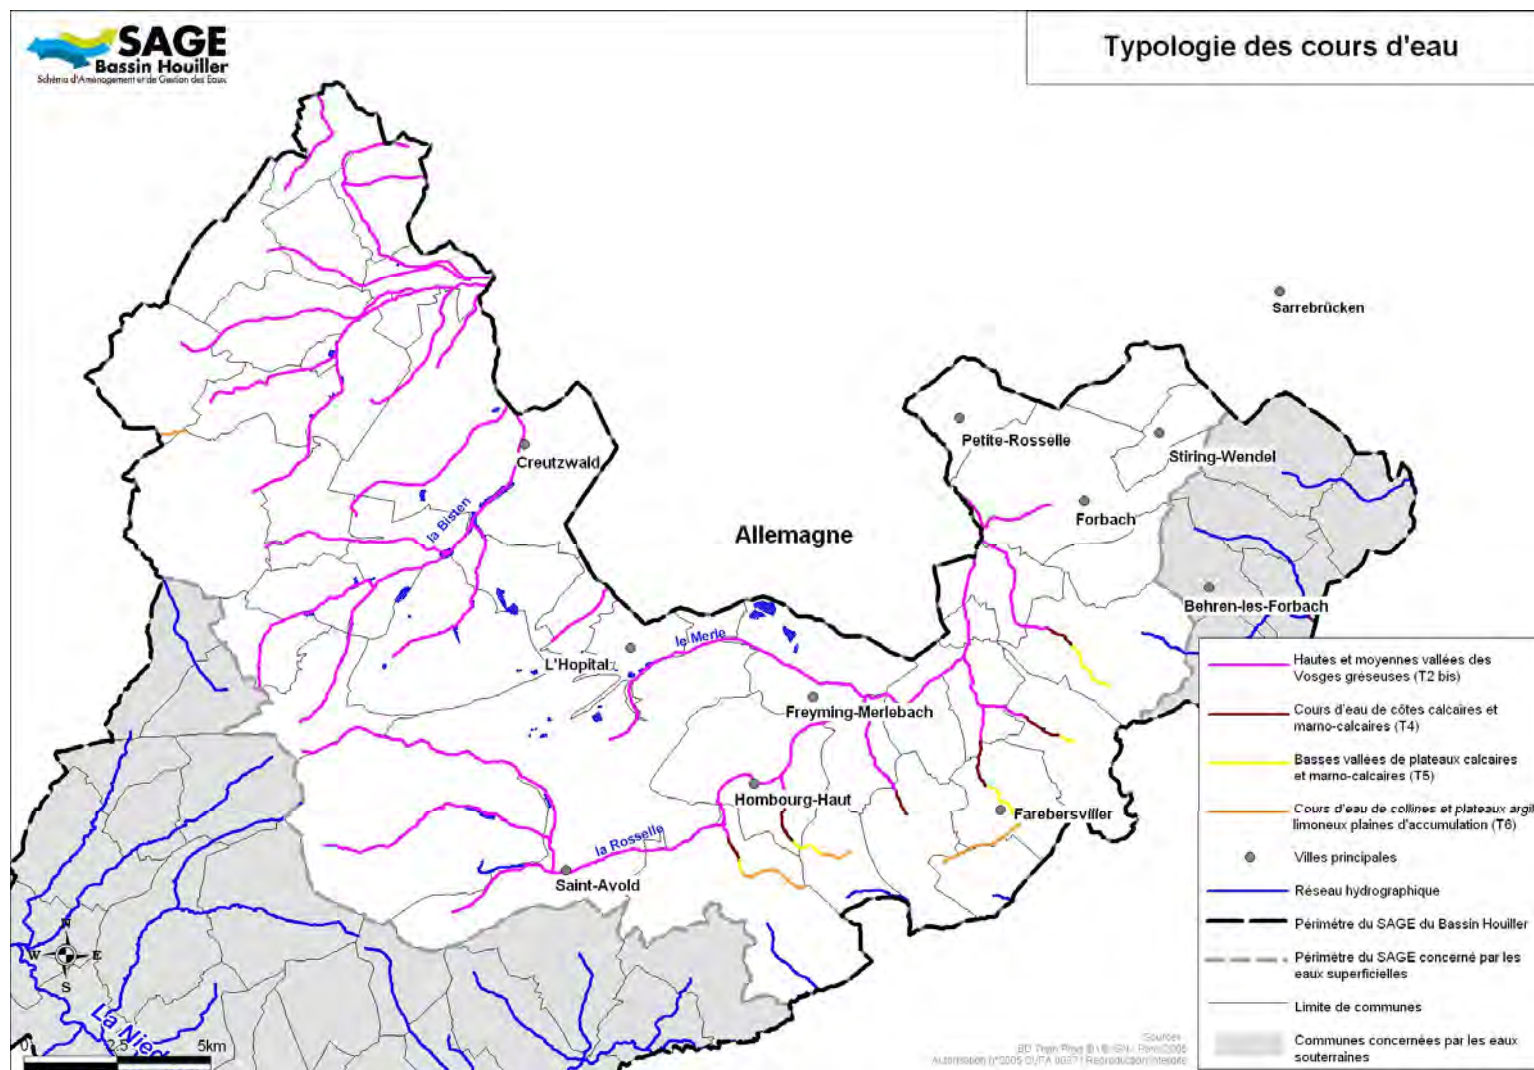 SAGE
Bassin Houiller
Schéma d'Aménagement et de Gestion des Eaux
Typologie des cours d'eau
Sarrebrücken
Petite-Rosselle
Stiring-Wendel
Creutzwald
Forbach
la Bisten
Allemagne
Behren-les-Forbach
le Merle
L'Hopital
Freyming-Merlebach
Hombourg-Haut
Farebersviller
la Rosselle
Saint-Avold
N
W E
S
La Nied
0 2.5 5km
Hautes et moyennes vallées des
Vosges gréseuses (T2 bis)
Cours d'eau de côtes calcaires et
marno-calcaires (T4)
Basses vallées de plateaux calcaires
et marno-calcaires (T5)
Cours d'eau de collines et plateaux argil
limoneux plaines d'accumulation (T6)
Villes principales
Réseau hydrographique
Périmètre du SAGE du Bassin Houiller
Périmètre du SAGE concerné par les
eaux superficielles
Limite de communes
Communes concernées par les eaux
souterraines
Sources :